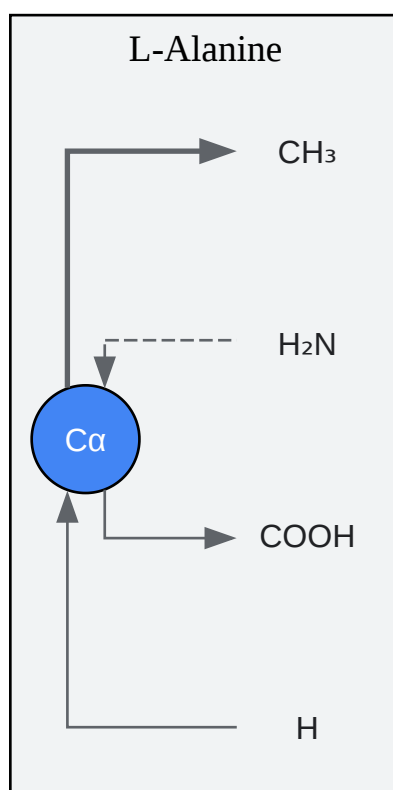 L-Alanine
CH₃
H₂N
Cα
COOH
H